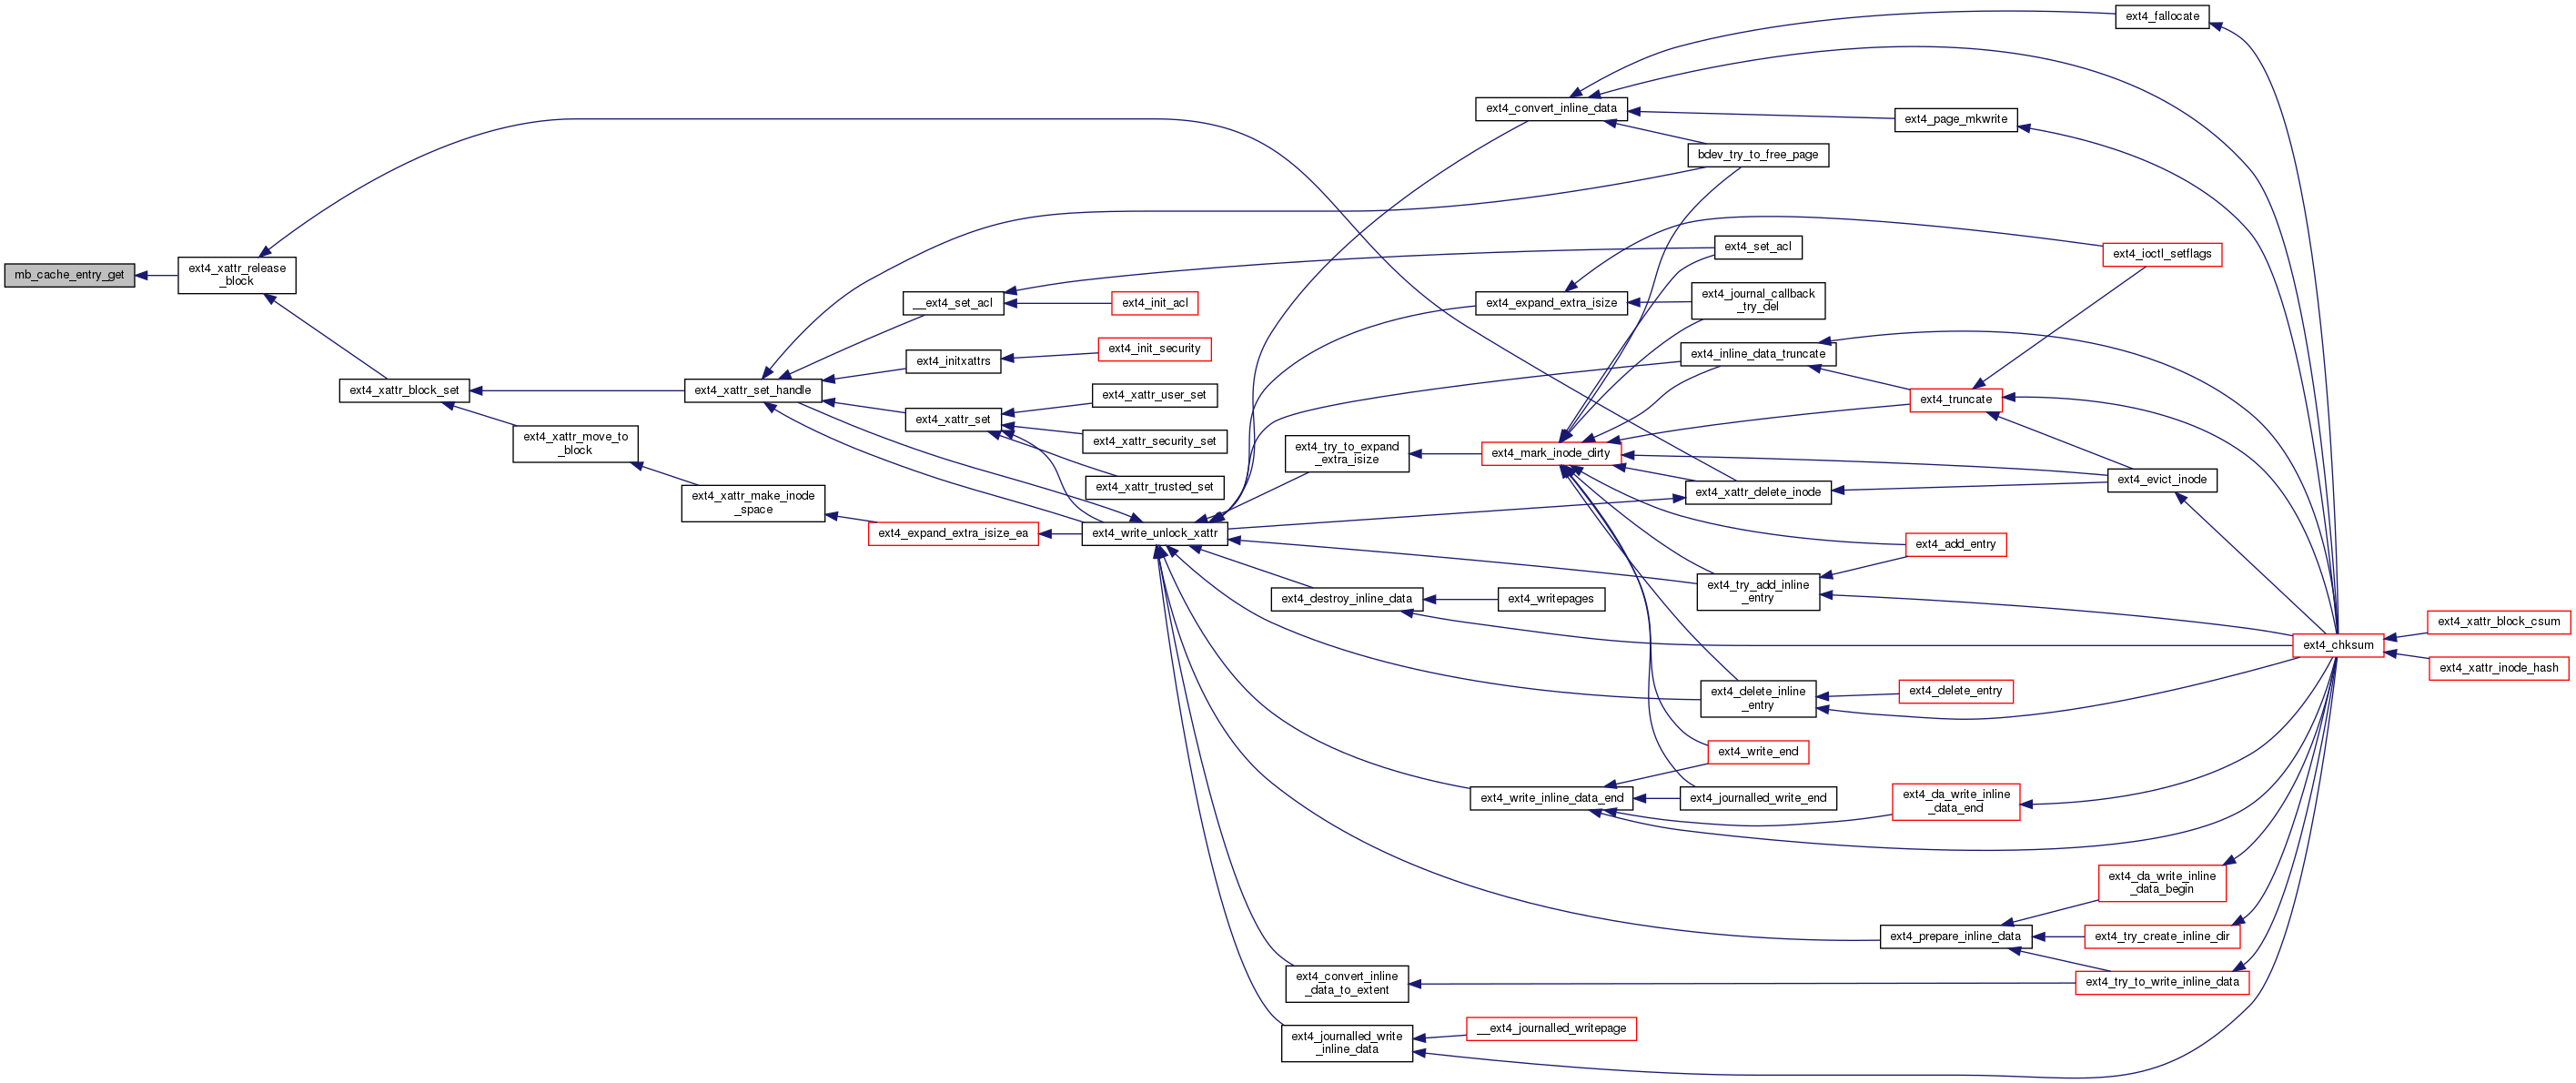 mb_cache_entry_get
ext4_xattr_release
_block
ext4_xattr_block_set
ext4_xattr_move_to
_block
ext4_xattr_set_handle
ext4_xattr_make_inode
_space
__ext4_set_acl
ext4_initxattrs
ext4_xattr_set
ext4_expand_extra_isize_ea
ext4_init_acl
ext4_init_security
ext4_xattr_user_set
ext4_xattr_security_set
ext4_xattr_trusted_set
ext4_write_unlock_xattr
ext4_try_to_expand
_extra_isize
ext4_destroy_inline_data
ext4_convert_inline
_data_to_extent
ext4_journalled_write
_inline_data
ext4_convert_inline_data
ext4_expand_extra_isize
ext4_mark_inode_dirty
ext4_writepages
ext4_write_inline_data_end
__ext4_journalled_writepage
bdev_try_to_free_page
ext4_set_acl
ext4_journal_callback
_try_del
ext4_inline_data_truncate
ext4_xattr_delete_inode
ext4_try_add_inline
_entry
ext4_delete_inline
_entry
ext4_write_end
ext4_journalled_write_end
ext4_page_mkwrite
ext4_truncate
ext4_add_entry
ext4_delete_entry
ext4_da_write_inline
_data_end
ext4_prepare_inline_data
ext4_fallocate
ext4_ioctl_setflags
ext4_evict_inode
ext4_da_write_inline
_data_begin
ext4_try_create_inline_dir
ext4_try_to_write_inline_data
ext4_chksum
ext4_xattr_block_csum
ext4_xattr_inode_hash